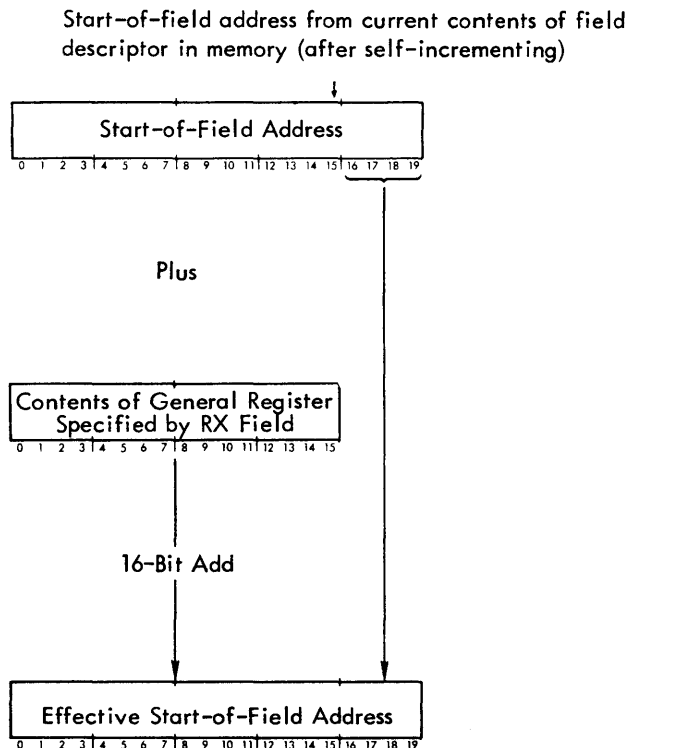 Start-of-field address from current contents of field
descriptor in memory (after self-incrementing)
Start-of-Field Address
0 1 2 3 4 5 6 7 8 9 10 11 12 13 14 15 16 17 18 19
Plus
Contents of General Register
Specified by RX Field
0 1 2 3 4 5 6 7 8 9 10 11 12 13 14 15
16-Bit Add
Effective Start-of-Field Address
0 1 2 3 4 5 6 7 8 9 10 11 12 13 14 15 16 17 18 19